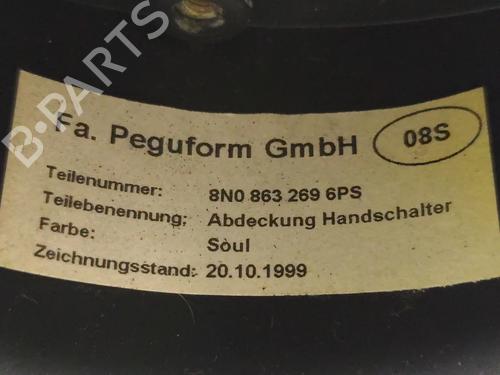 B-PARTS
Fa. Peguform GmbH 08S
Teilenummer: 8N0 863 269 6PS
Teilebenennung: Abdeckung Handschalter
Farbe: Soul
Zeichnungsstand: 20.10.1999